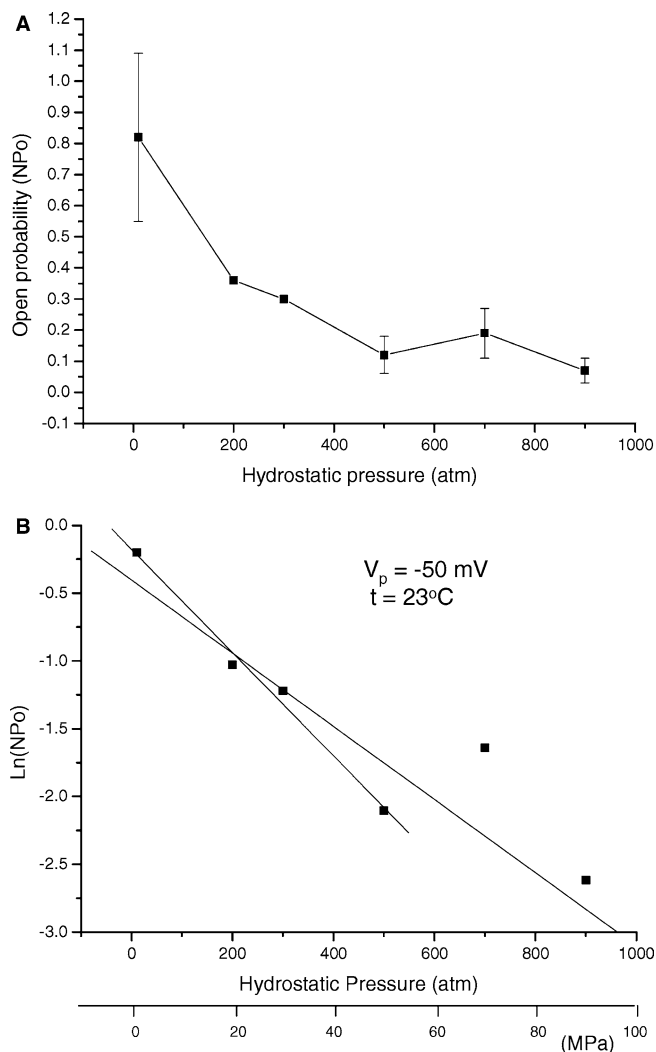 A
1.2
1.1
1.0
0.9
0.8
0.7
0.6
0.5
0.4
0.3
0.2
0.1
0.0
-0.1
Open probability (NPo)
0 200 400 600 800 1000
Hydrostatic pressure (atm)
B
0.0
-0.5
-1.0
-1.5
-2.0
-2.5
-3.0
Ln(NPo)
Vp = -50 mV
t = 23°C
0 200 400 600 800 1000
Hydrostatic Pressure (atm)
0 20 40 60 80 100
(MPa)